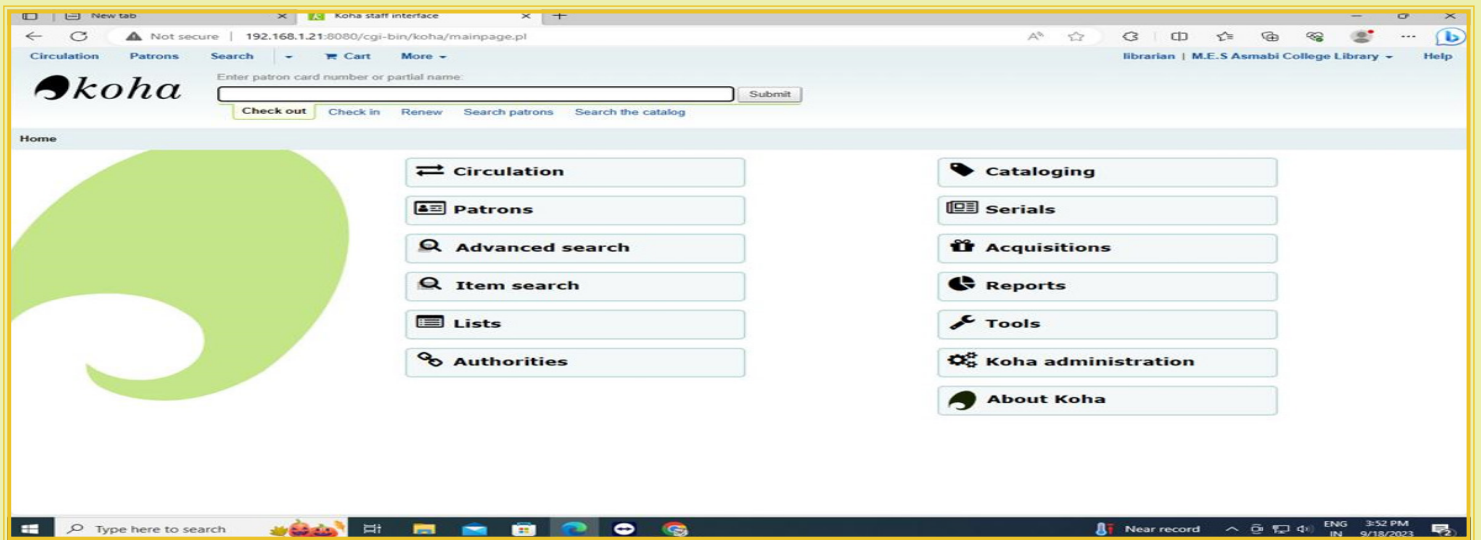 New tab
Koha staff interface
Not secure | 192.168.1.21:8080/cgi-bin/koha/mainpage.pl
Circulation Patrons Search Cart More librarian | M.E.S Asmabi College Library Help
Enter patron card number or partial name:
koha
Submit
Check out Check in Renew Search patrons Search the catalog
Home
Circulation
Patrons
Advanced search
Item search
Lists
Authorities
Cataloging
Serials
Acquisitions
Reports
Tools
Koha administration
About Koha
Type here to search
Near record
ENG
IN
3:52 PM
9/18/2023